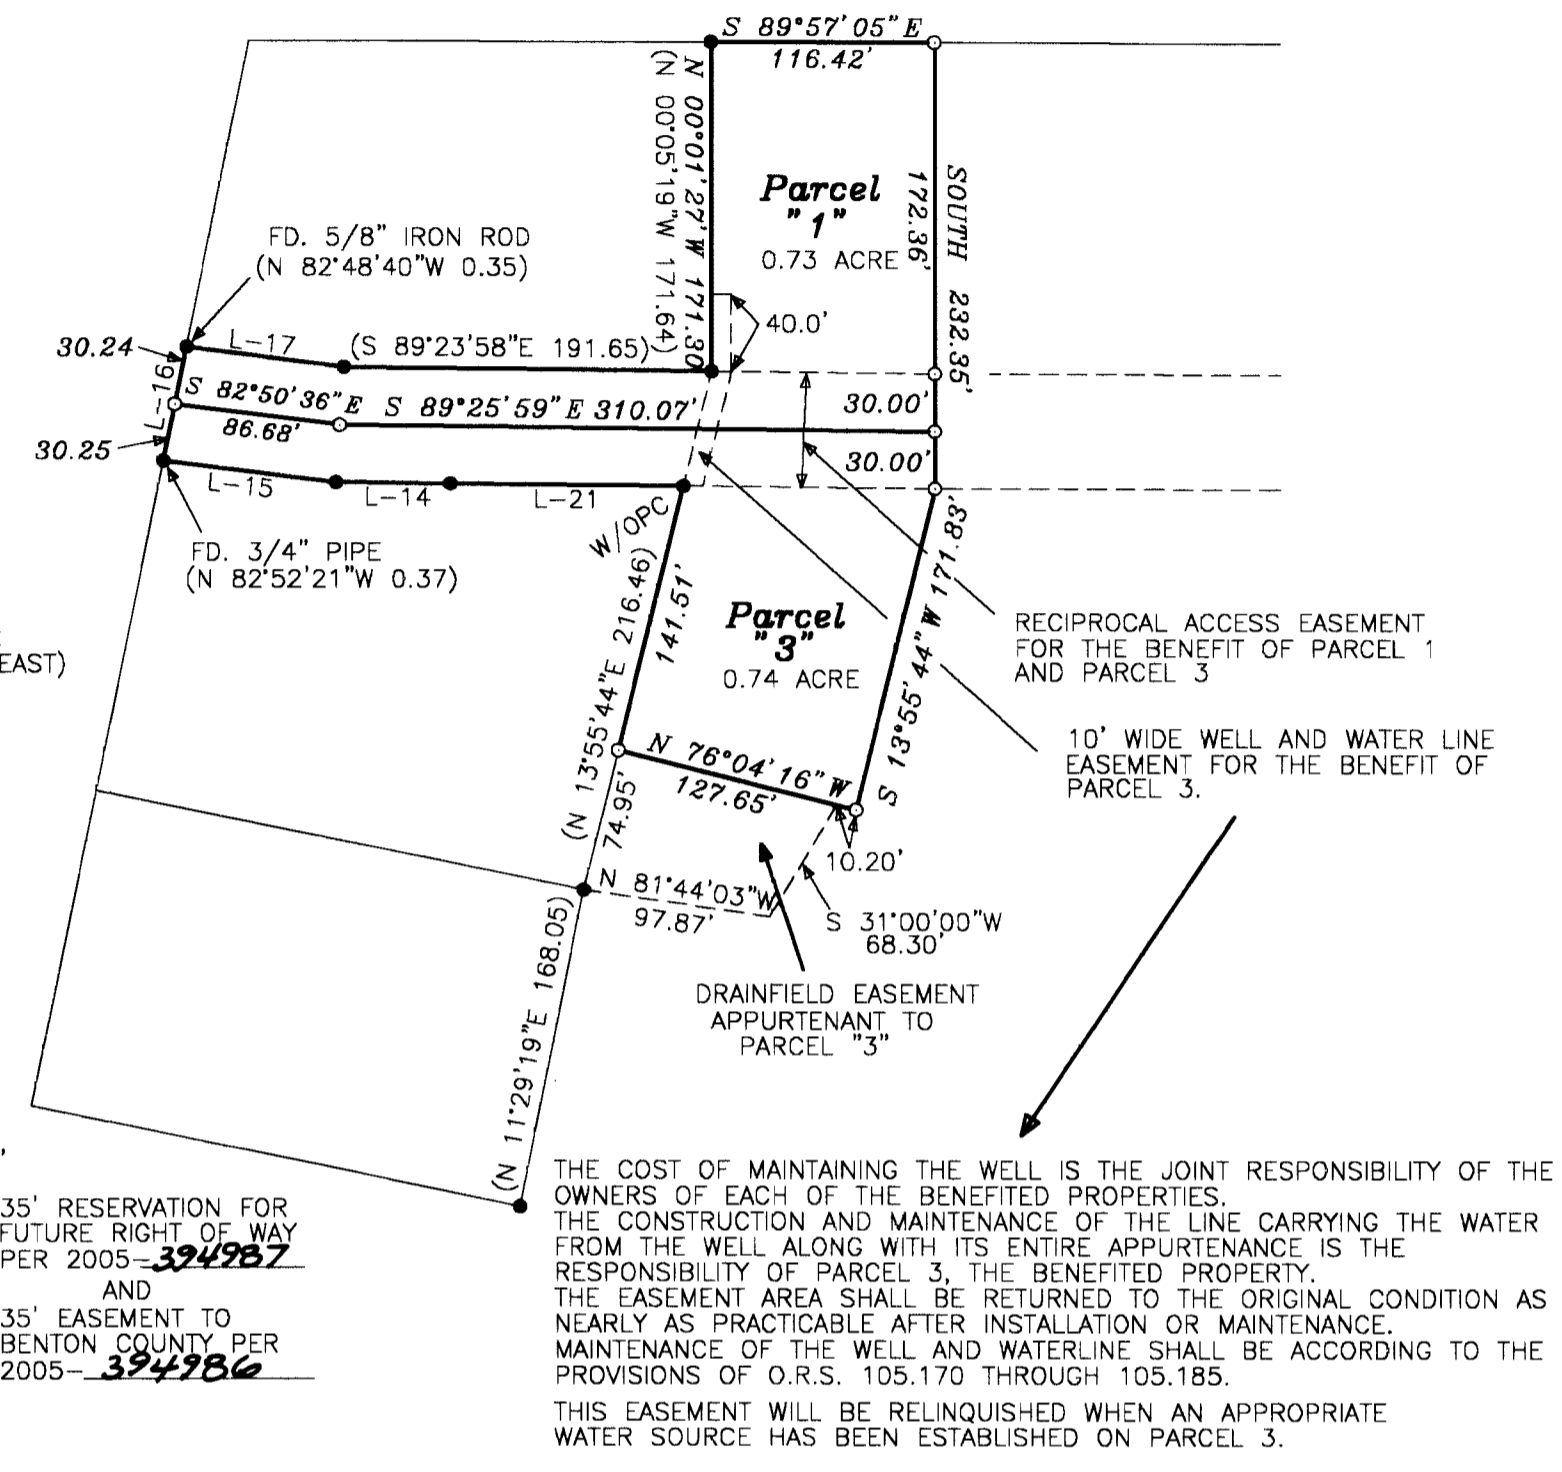 S 89°57'05"E
116.42'
N 00°01'27'W 171.30
(N 00°05'19"W 171.64)
Parcel
"1"
0.73 ACRE
SOUTH 232.35'
172.36'
FD. 5/8" IRON ROD
(N 82°48'40"W 0.35)
40.0'
30.24
L-17
(S 89°23'58"E 191.65)
L-16
S 82°50'36"E
86.68'
S 89°25'59"E 310.07'
30.00'
30.25
30.00'
L-15
L-14
L-21
W/OPC
FD. 3/4" PIPE
(N 82°52'21"W 0.37)
EAST)
(N 13°55'44"E 216.46)
141.51'
Parcel
"3"
0.74 ACRE
S 13°55'44"W 171.83'
RECIPROCAL ACCESS EASEMENT
FOR THE BENEFIT OF PARCEL 1
AND PARCEL 3
10' WIDE WELL AND WATER LINE
EASEMENT FOR THE BENEFIT OF
PARCEL 3.
N 76°04'16"W
127.65'
74.95'
10.20'
N 81°44'03"W
97.87'
S 31°00'00"W
68.30'
DRAINFIELD EASEMENT
APPURTENANT TO
PARCEL "3"
(N 11°29'19"E 168.05)
'
35' RESERVATION FOR
FUTURE RIGHT OF WAY
PER 2005-394987
AND
35' EASEMENT TO
BENTON COUNTY PER
2005-394986
THE COST OF MAINTAINING THE WELL IS THE JOINT RESPONSIBILITY OF THE
OWNERS OF EACH OF THE BENEFITED PROPERTIES.
THE CONSTRUCTION AND MAINTENANCE OF THE LINE CARRYING THE WATER
FROM THE WELL ALONG WITH ITS ENTIRE APPURTENANCE IS THE
RESPONSIBILITY OF PARCEL 3, THE BENEFITED PROPERTY.
THE EASEMENT AREA SHALL BE RETURNED TO THE ORIGINAL CONDITION AS
NEARLY AS PRACTICABLE AFTER INSTALLATION OR MAINTENANCE.
MAINTENANCE OF THE WELL AND WATERLINE SHALL BE ACCORDING TO THE
PROVISIONS OF O.R.S. 105.170 THROUGH 105.185.
THIS EASEMENT WILL BE RELINQUISHED WHEN AN APPROPRIATE
WATER SOURCE HAS BEEN ESTABLISHED ON PARCEL 3.